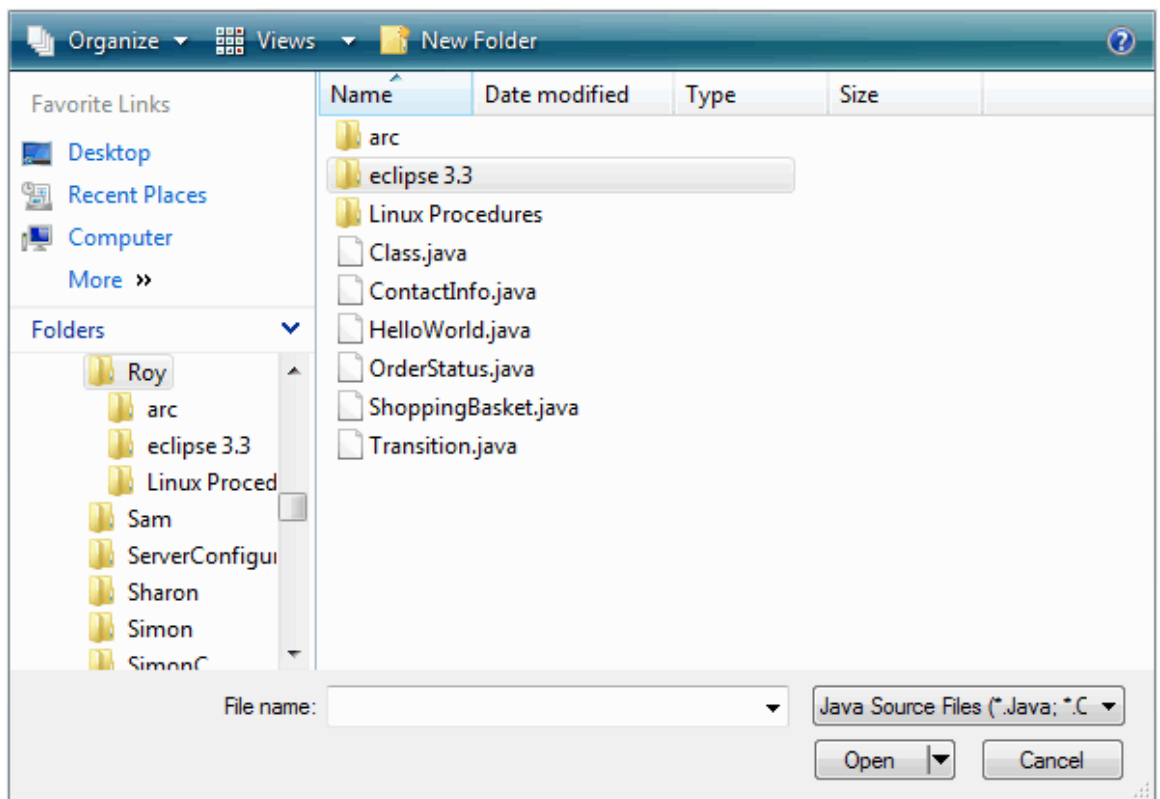 Organize Views New Folder
Favorite Links
Desktop
Recent Places
Computer
More »
Folders
Roy
arc
eclipse 3.3
Linux Proced
Sam
ServerConfigur
Sharon
Simon
SimonC
Name Date modified Type Size
arc
eclipse 3.3
Linux Procedures
Class.java
ContactInfo.java
HelloWorld.java
OrderStatus.java
ShoppingBasket.java
Transition.java
File name: Java Source Files (*.Java; *.C
Open Cancel